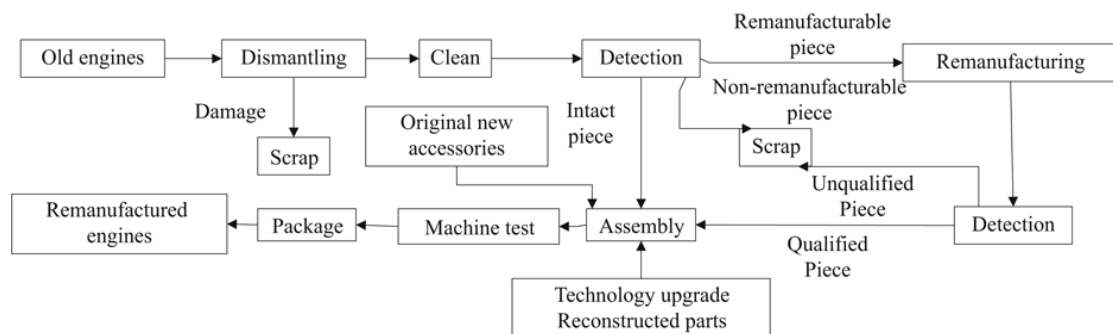 Old engines
Dismantling
Clean
Detection
Remanufacturable
piece
Remanufacturing
Damage
Scrap
Original new
accessories
Intact
piece
Non-remanufacturable
piece
Scrap
Unqualified
Piece
Remanufactured
engines
Package
Machine test
Assembly
Qualified
Piece
Detection
Technology upgrade
Reconstructed parts